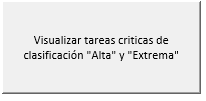 Visualizar tareas criticas de
clasificación "Alta" y "Extrema"